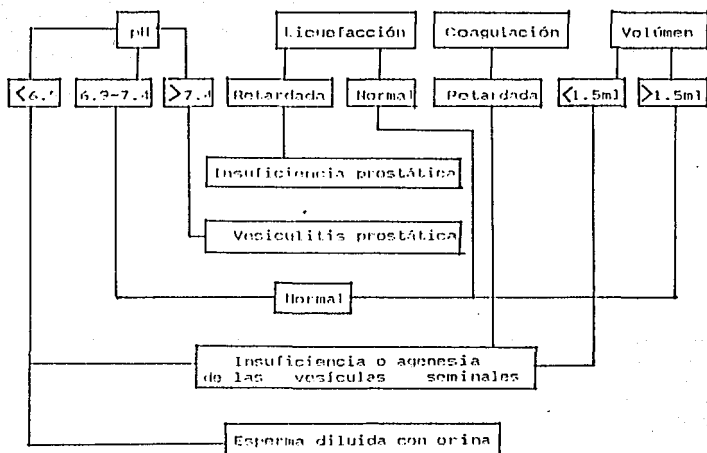 pH Licuefacción Coagulación Volúmen
6.9-7.4 >7.4 Retardada Normal Retardada <1.5ml >1.5ml
Insuficiencia prostática
Vesiculitis prostática
Normal
Insuficiencia o agenesia
de las vesículas seminales
Esperma diluida con orina